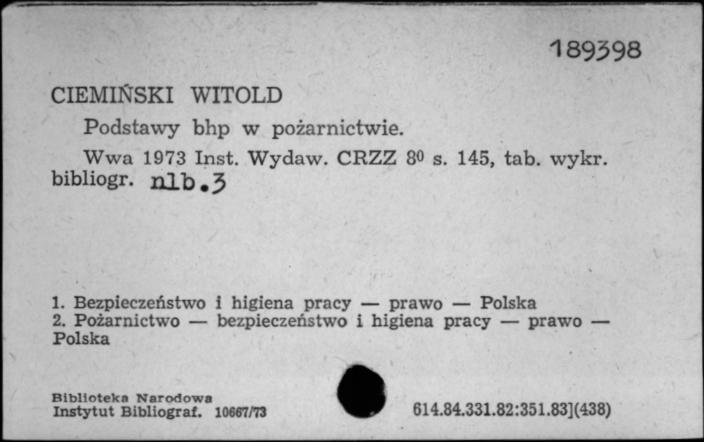 189398
CIEMIŃSKI WITOLD
Podstawy bhp w pożarnictwie.
Wwa 1973 Inst. Wydaw. CRZZ 8⁰ s. 145, tab. wykr.
bibliogr. nlb.3
1. Bezpieczeństwo i higiena pracy — prawo — Polska
2. Pożarnictwo — bezpieczeństwo i higiena pracy — prawo —
Polska
Biblioteka Narodowa
Instytut Bibliograf. 10667/73
614.84.331.82:351.83](438)